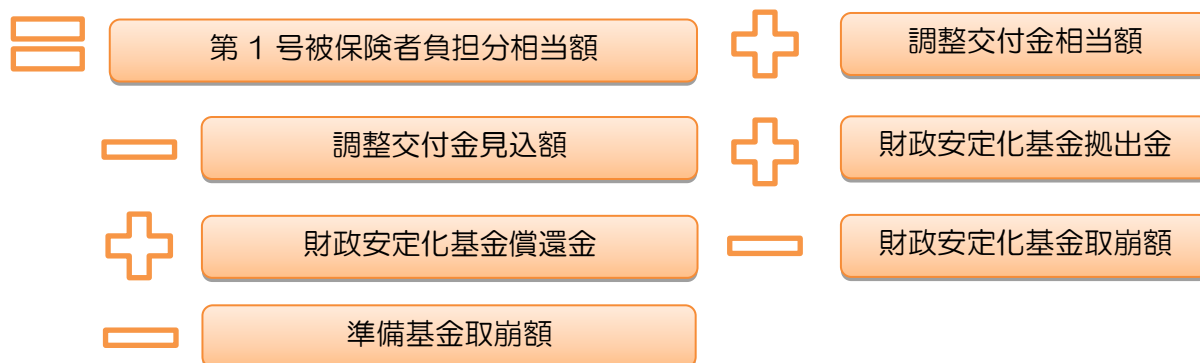 ＝ 第 1 号被保険者負担分相当額 ＋ 調整交付金相当額
－ 調整交付金見込額 ＋ 財政安定化基金拠出金
＋ 財政安定化基金償還金 － 財政安定化基金取崩額
－ 準備基金取崩額